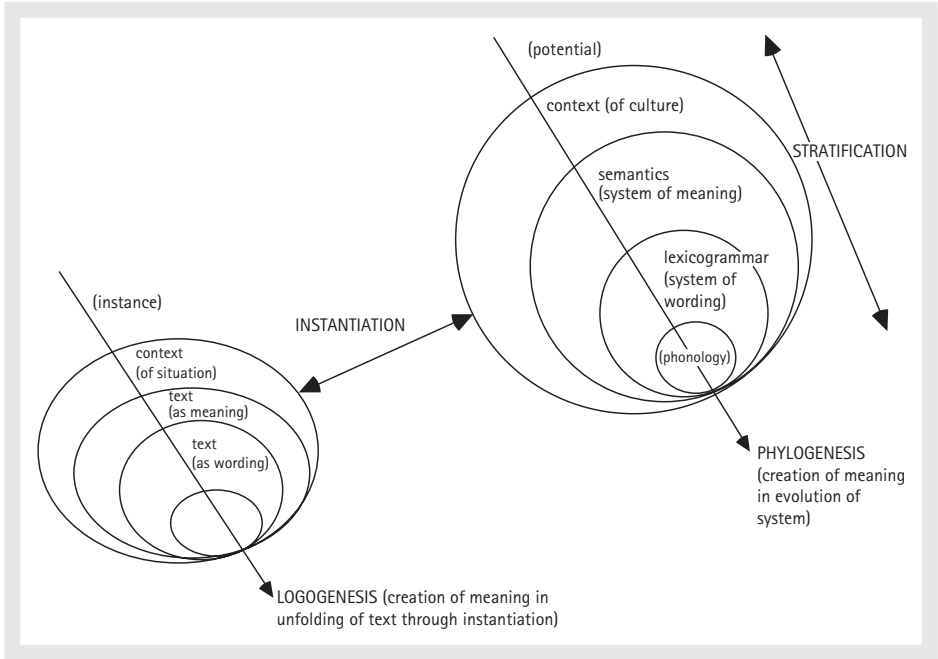 (potential)
context (of culture)
STRATIFICATION
semantics
(system of meaning)
lexicogrammar
(system of
wording)
(phonology)
(instance)
INSTANTIATION
context
(of situation)
text
(as meaning)
text
(as wording)
PHYLOGENESIS
(creation of meaning
in evolution of
system)
LOGOGENESIS (creation of meaning in
unfolding of text through instantiation)